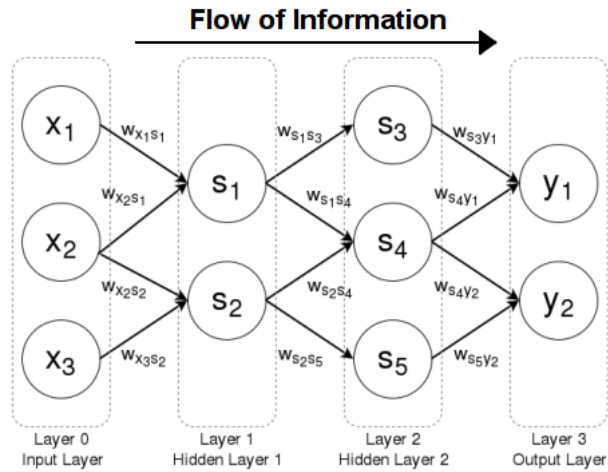 Flow of Information
x1
x2
x3
wx1s1
wx2s1
wx2s2
wx3s2
s1
s2
ws1s3
ws1s4
ws2s4
ws2s5
s3
s4
s5
ws3y1
ws4y1
ws4y2
ws5y2
y1
y2
Layer 0
Input Layer
Layer 1
Hidden Layer 1
Layer 2
Hidden Layer 2
Layer 3
Output Layer